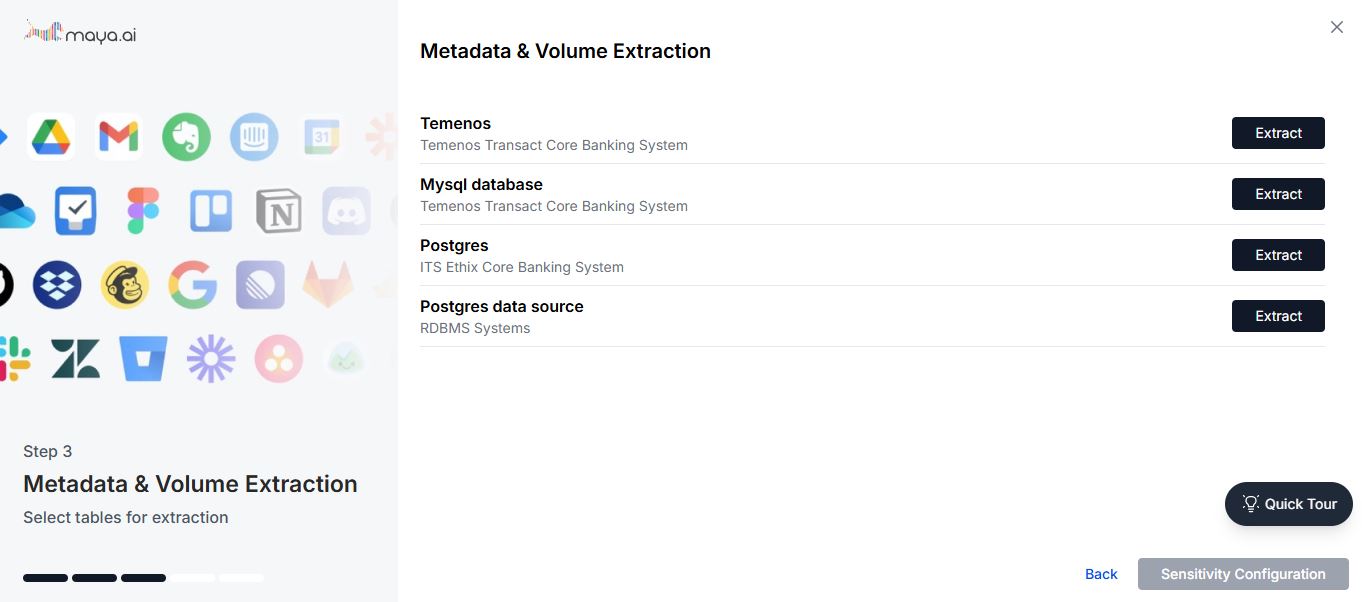 maya.ai
31
N
Step 3
Metadata & Volume Extraction
Select tables for extraction
Metadata & Volume Extraction
Temenos
Temenos Transact Core Banking System
Extract
Mysql database
Temenos Transact Core Banking System
Extract
Postgres
ITS Ethix Core Banking System
Extract
Postgres data source
RDBMS Systems
Extract
Quick Tour
Back
Sensitivity Configuration